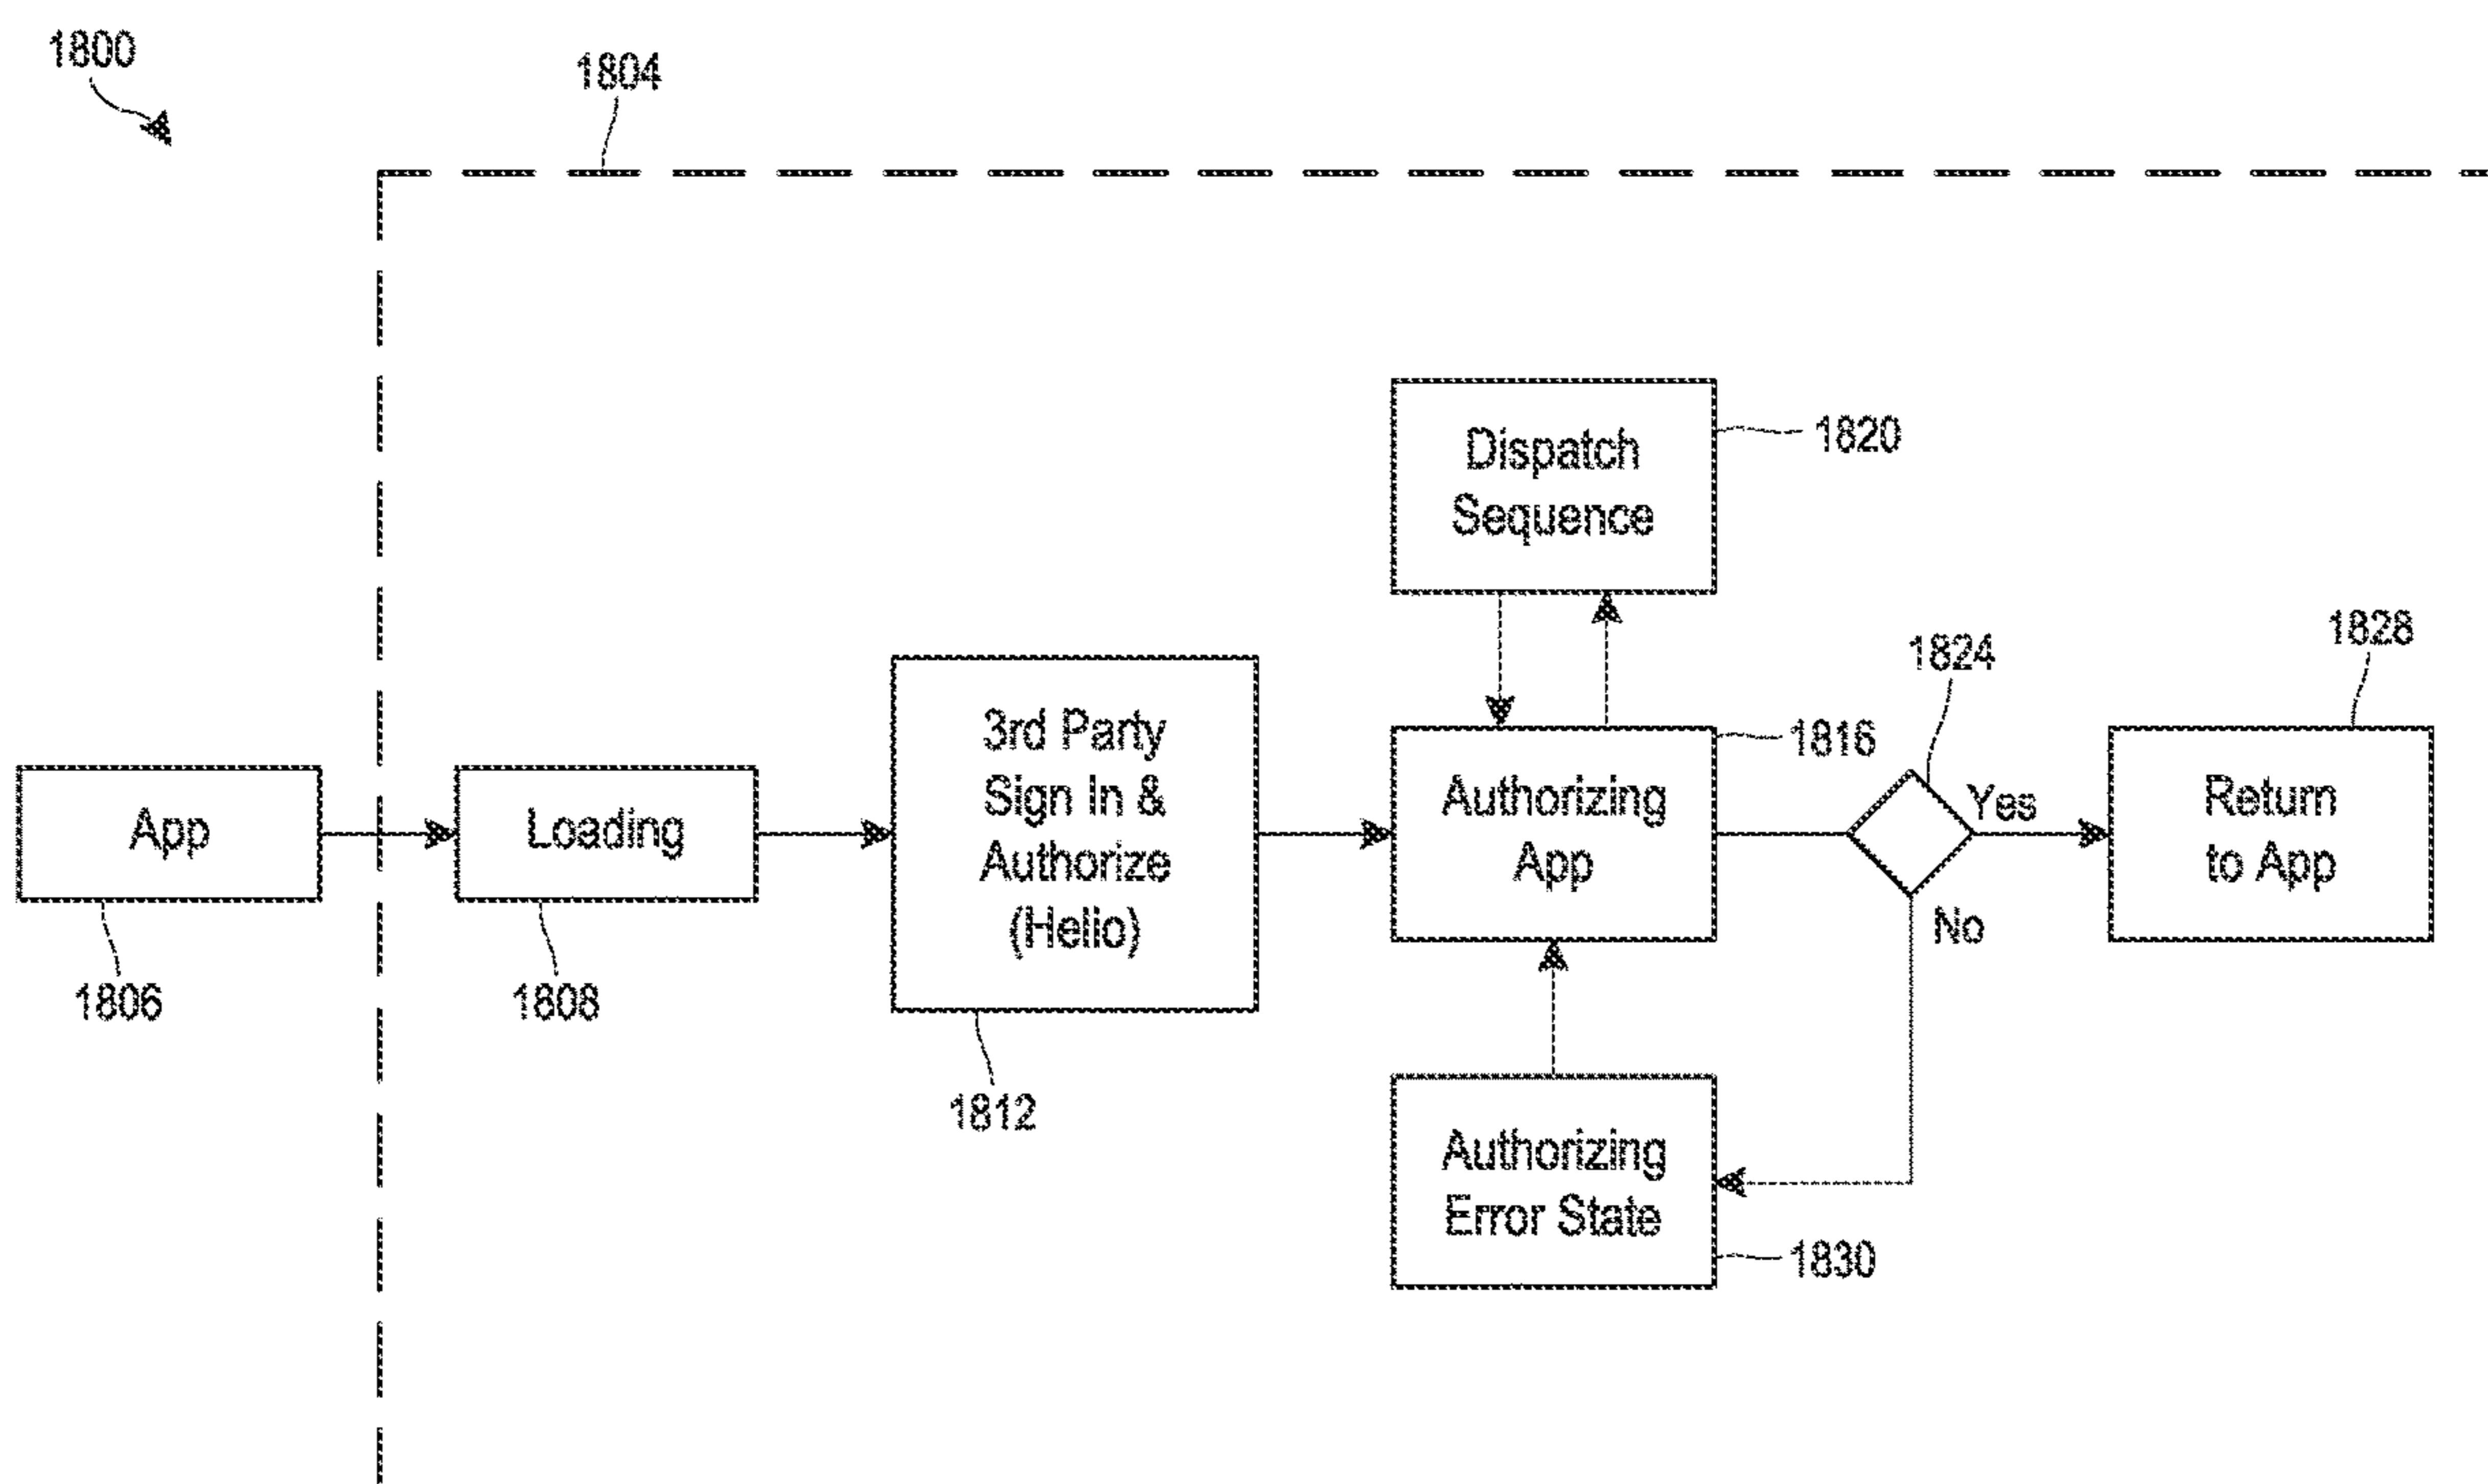 1800
1804
Dispatch
Sequence
1820
1828
1824
3rd Party
Sign In &
Authorize
(Helio)
1816
App
Loading
Authorizing
App
Yes
Return
to App
No
1806
1808
1812
Authorizing
Error State
1830